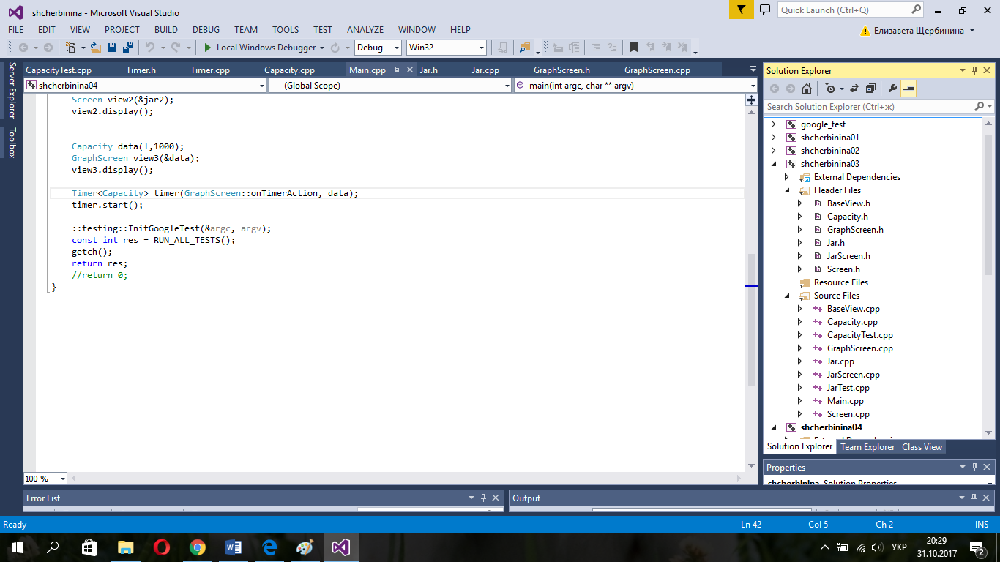 shcherbinina - Microsoft Visual Studio
Quick Launch (Ctrl+Q)
FILE EDIT VIEW PROJECT BUILD DEBUG TEAM TOOLS TEST ANALYZE WINDOW HELP
Елизавета Щербинина
Local Windows Debugger Debug Win32
Server Explorer
Toolbox
CapacityTest.cpp Timer.h Timer.cpp Capacity.cpp Main.cpp Jar.h Jar.cpp GraphScreen.h GraphScreen.cpp
shcherbinina04 (Global Scope) main(int argc, char ** argv)
Screen view2(&jar2);
view2.display();
Capacity data(l,1000);
GraphScreen view3(&data);
view3.display();
Timer<Capacity> timer(GraphScreen::onTimerAction, data);
timer.start();
::testing::InitGoogleTest(&argc, argv);
const int res = RUN_ALL_TESTS();
getch();
return res;
//return 0;
}
100 %
Solution Explorer
Search Solution Explorer (Ctrl+ж)
google_test
shcherbinina01
shcherbinina02
shcherbinina03
External Dependencies
Header Files
BaseView.h
Capacity.h
GraphScreen.h
Jar.h
JarScreen.h
Screen.h
Resource Files
Source Files
BaseView.cpp
Capacity.cpp
CapacityTest.cpp
GraphScreen.cpp
Jar.cpp
JarScreen.cpp
JarTest.cpp
Main.cpp
Screen.cpp
shcherbinina04
Solution Explorer Team Explorer Class View
Properties
shcherbinina Solution Properties
Error List
Output
Ready Ln 42 Col 5 Ch 2 INS
УКР
20:29
31.10.2017
2